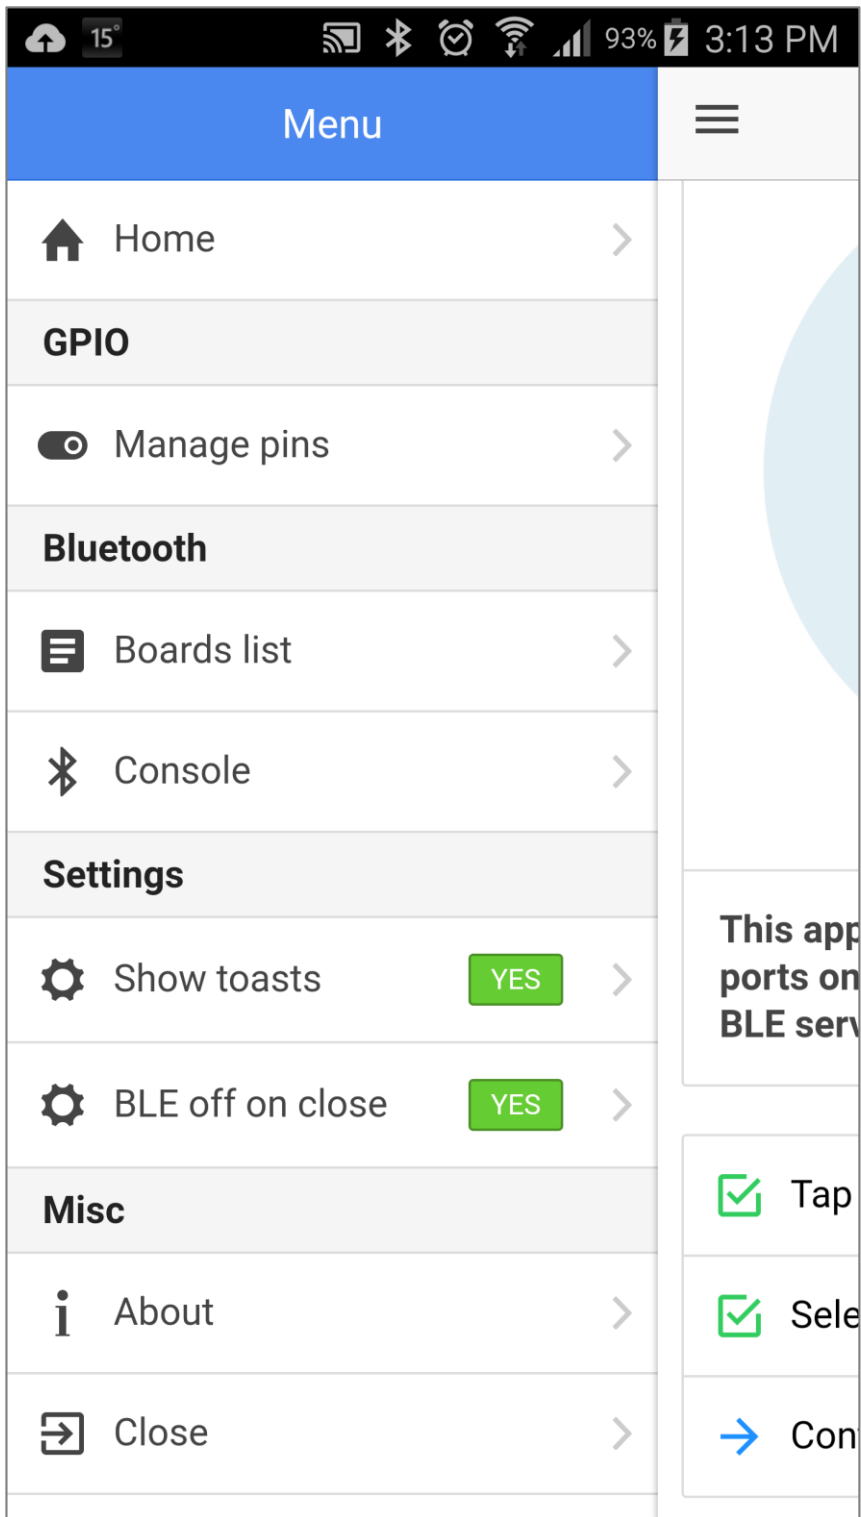 15° 93% 3:13 PM
Menu
Home
GPIO
Manage pins
Bluetooth
Boards list
Console
Settings
Show toasts YES
BLE off on close YES
Misc
About
Close
This app
ports on
BLE serv
Tap
Sele
Con